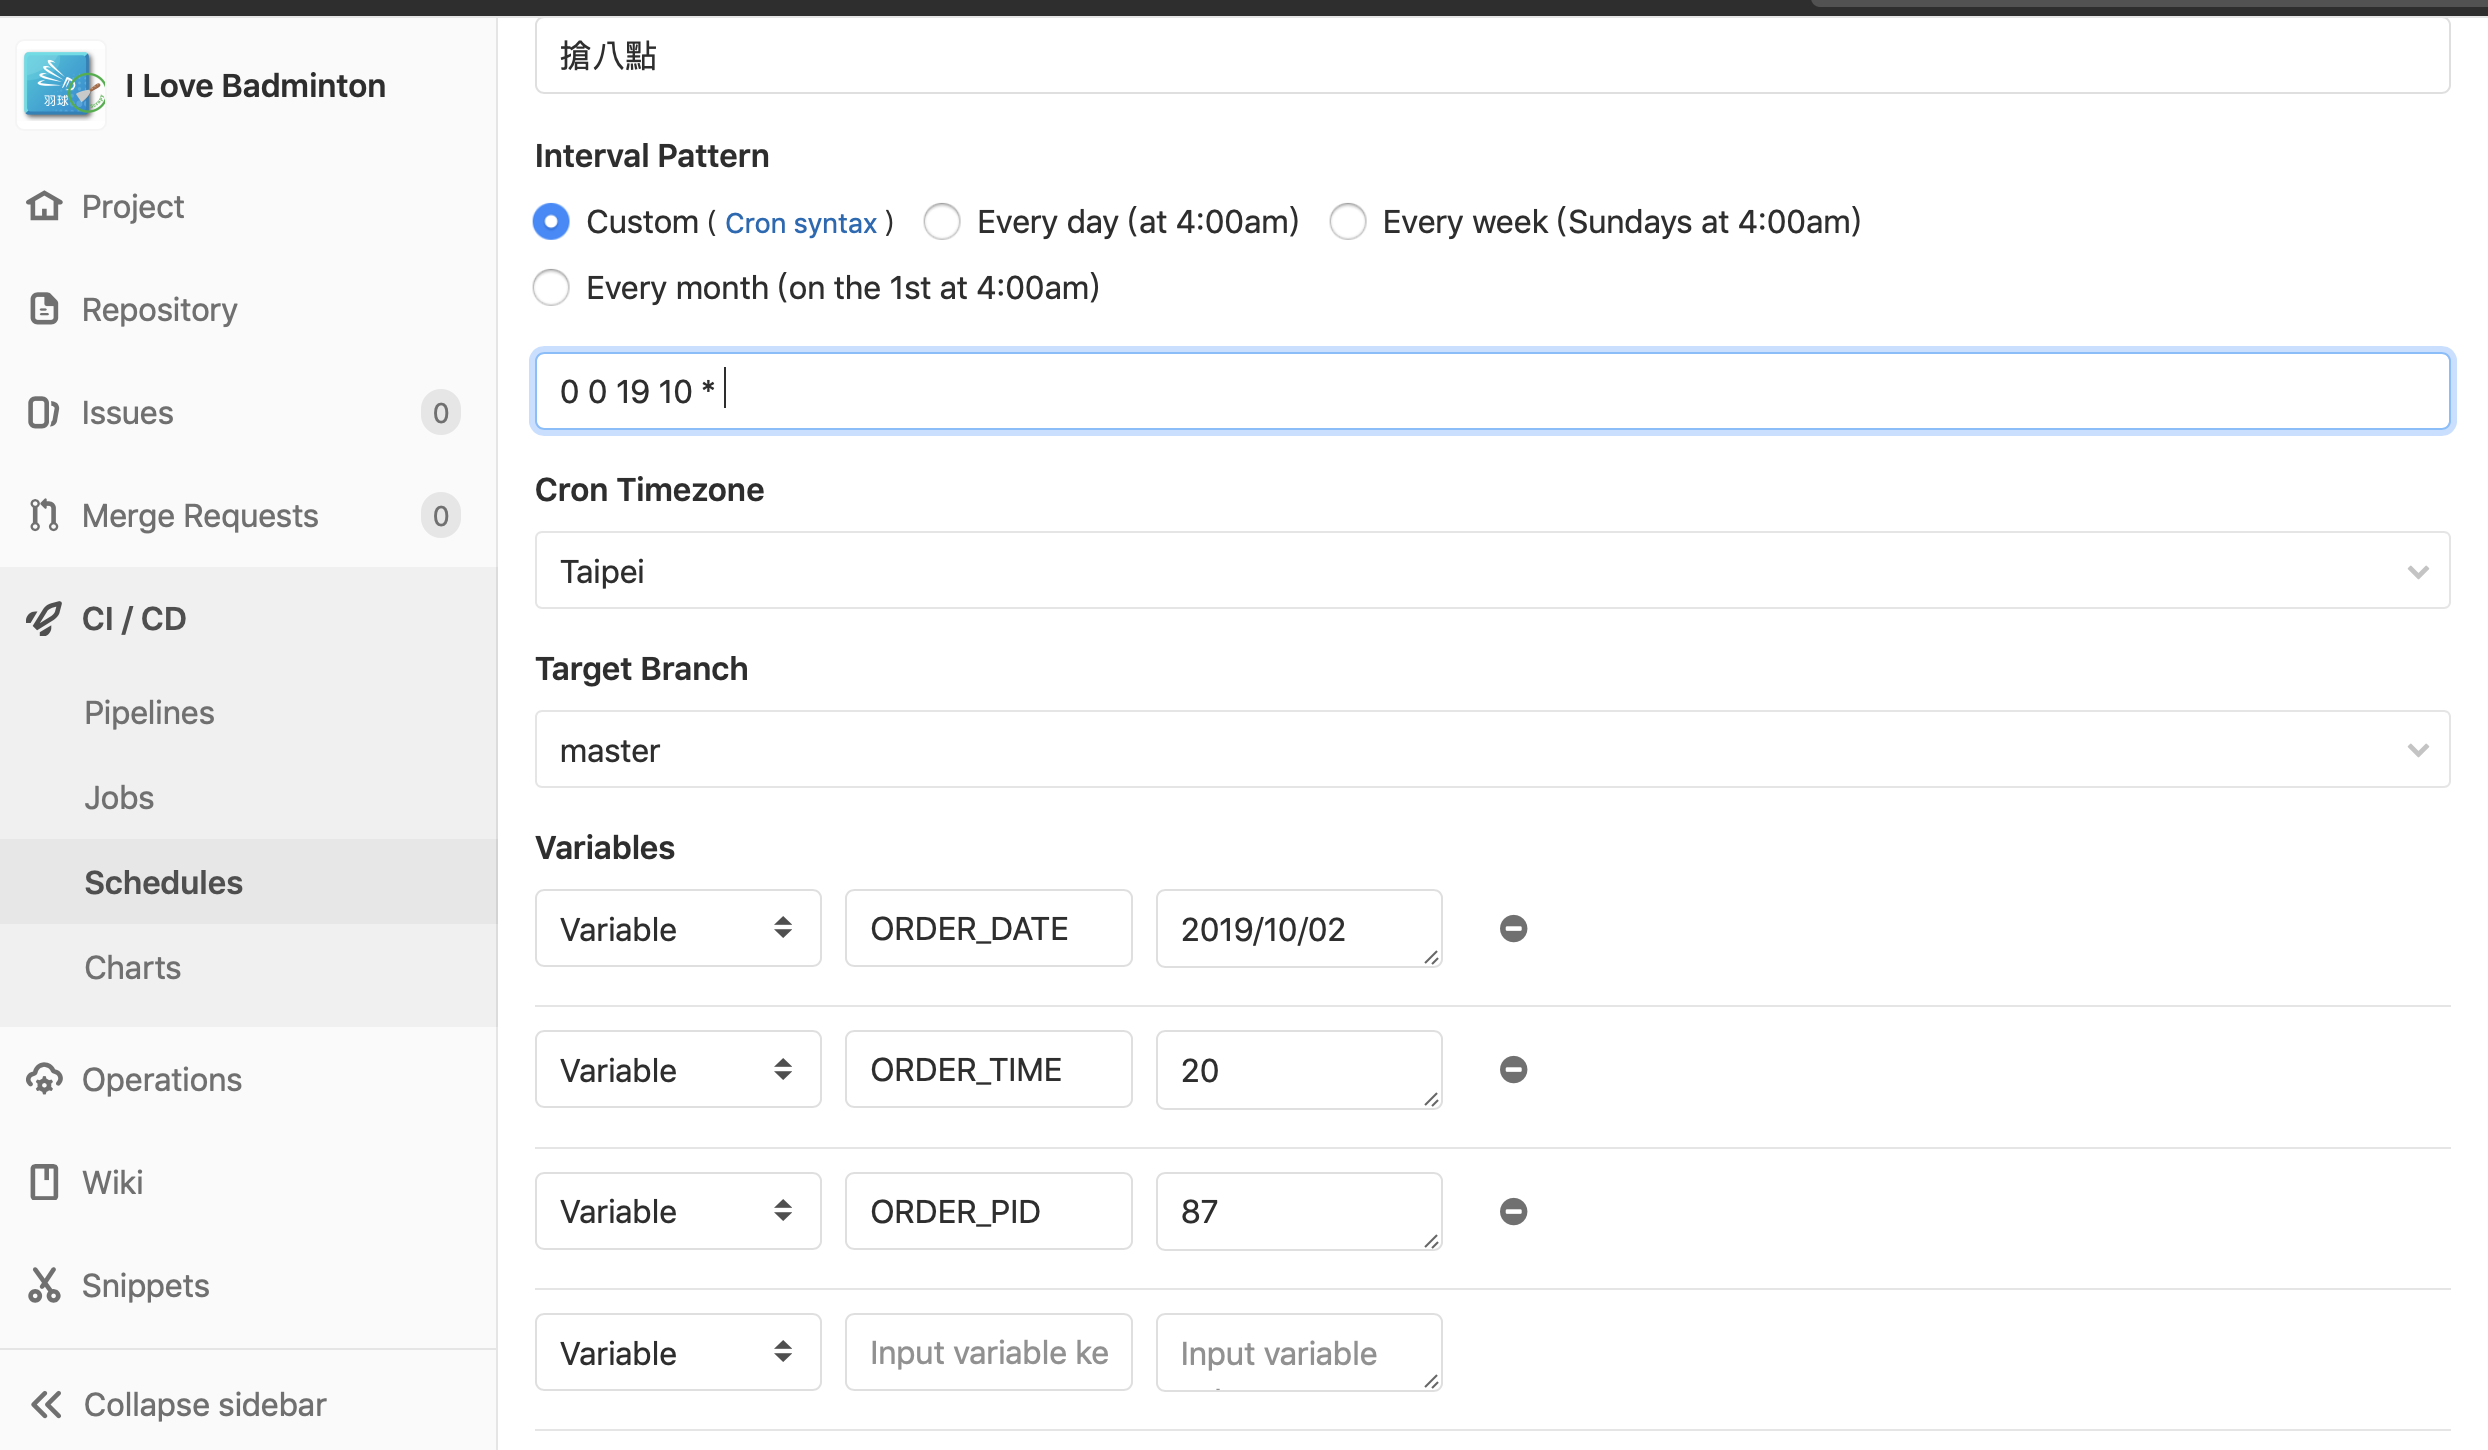 搶八點
羽球
I Love Badminton
Project
Repository
Issues 0
Merge Requests 0
CI / CD
Pipelines
Jobs
Schedules
Charts
Operations
Wiki
Snippets
Collapse sidebar
Interval Pattern
Custom ( Cron syntax ) Every day (at 4:00am) Every week (Sundays at 4:00am)
Every month (on the 1st at 4:00am)
0 0 19 10 *
Cron Timezone
Taipei
Target Branch
master
Variables
Variable ORDER_DATE 2019/10/02
Variable ORDER_TIME 20
Variable ORDER_PID 87
Variable Input variable ke Input variable